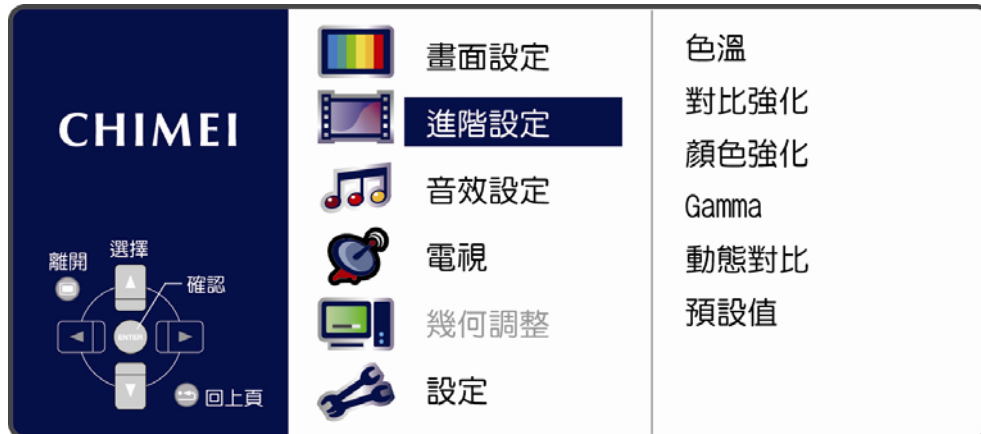 CHIMEI
離開
選擇
確認
ENTER
回上頁
畫面設定
進階設定
音效設定
電視
幾何調整
設定
色溫
對比強化
顏色強化
Gamma
動態對比
預設值